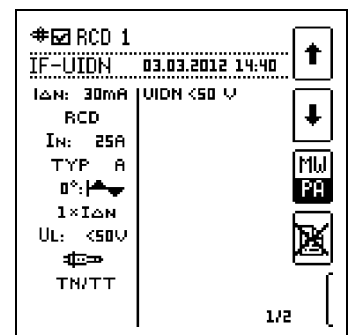 RCD 1
IF-UIDN 03.03.2012 14:40
IΔN: 30mA
UIDN <50 V
RCD
IN: 25A
TYP A
0°:
1×IΔN
UL: <50V
TN/TT
MW
PA
1/2